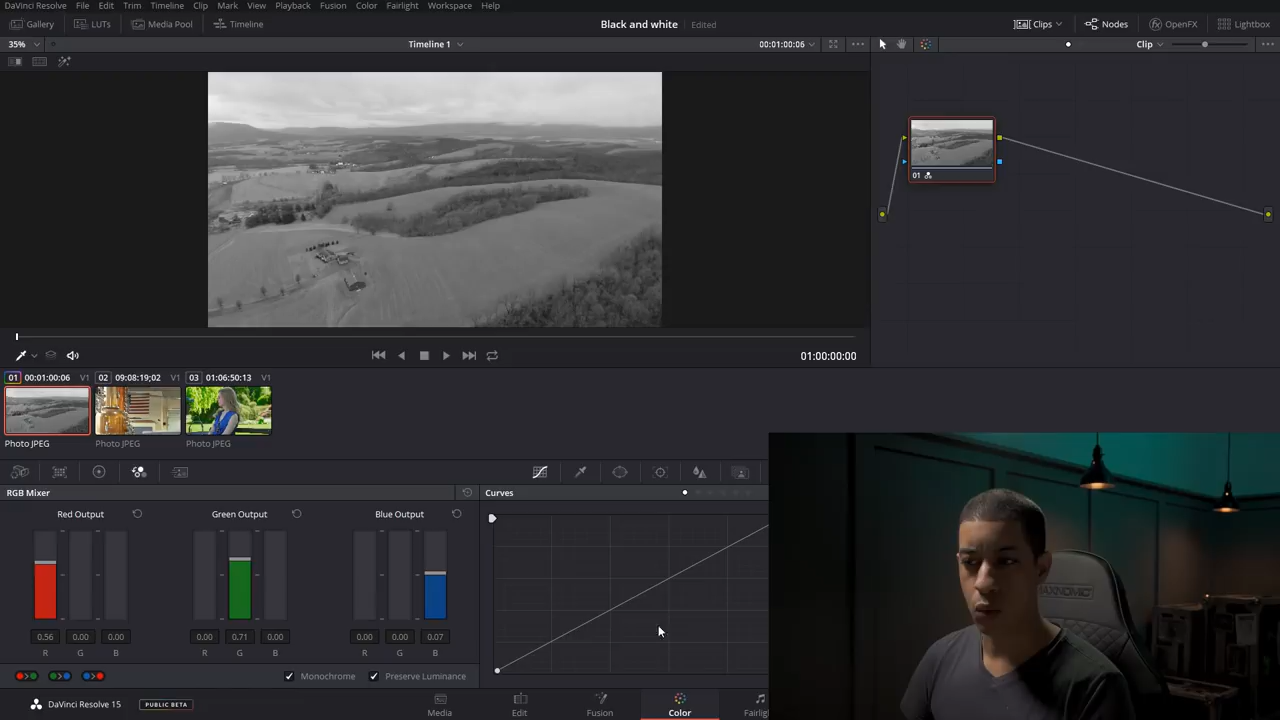 DaVinci Resolve File Edit Trim Timeline Clip Mark View Playback Fusion Color Fairlight Workspace Help
Gallery LUTs Media Pool Timeline Black and white Edited Clips Nodes OpenFX Lightbox
35% Timeline 1 00:01:00:06 Clip
01
01:00:00:00
01 00:01:00:06 V1 02 09:08:19;02 V1 03 01:06:50:13 V1
Photo JPEG Photo JPEG Photo JPEG
RGB Mixer Curves
Red Output Green Output Blue Output
0.56 0.00 0.00 0.00 0.71 0.00 0.00 0.00 0.07
R G B R G B R G B
Monochrome Preserve Luminance
DaVinci Resolve 15 PUBLIC BETA Media Edit Fusion Color Fairlig